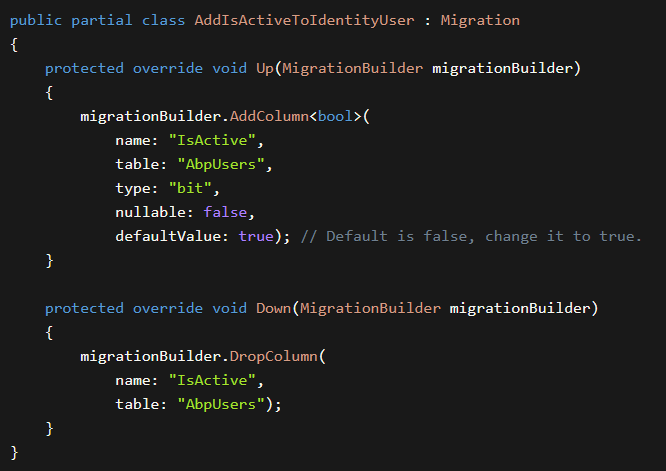 public partial class AddIsActiveToIdentityUser : Migration
{
    protected override void Up(MigrationBuilder migrationBuilder)
    {
        migrationBuilder.AddColumn<bool>(
            name: "IsActive",
            table: "AbpUsers",
            type: "bit",
            nullable: false,
            defaultValue: true); // Default is false, change it to true.
    }

    protected override void Down(MigrationBuilder migrationBuilder)
    {
        migrationBuilder.DropColumn(
            name: "IsActive",
            table: "AbpUsers");
    }
}